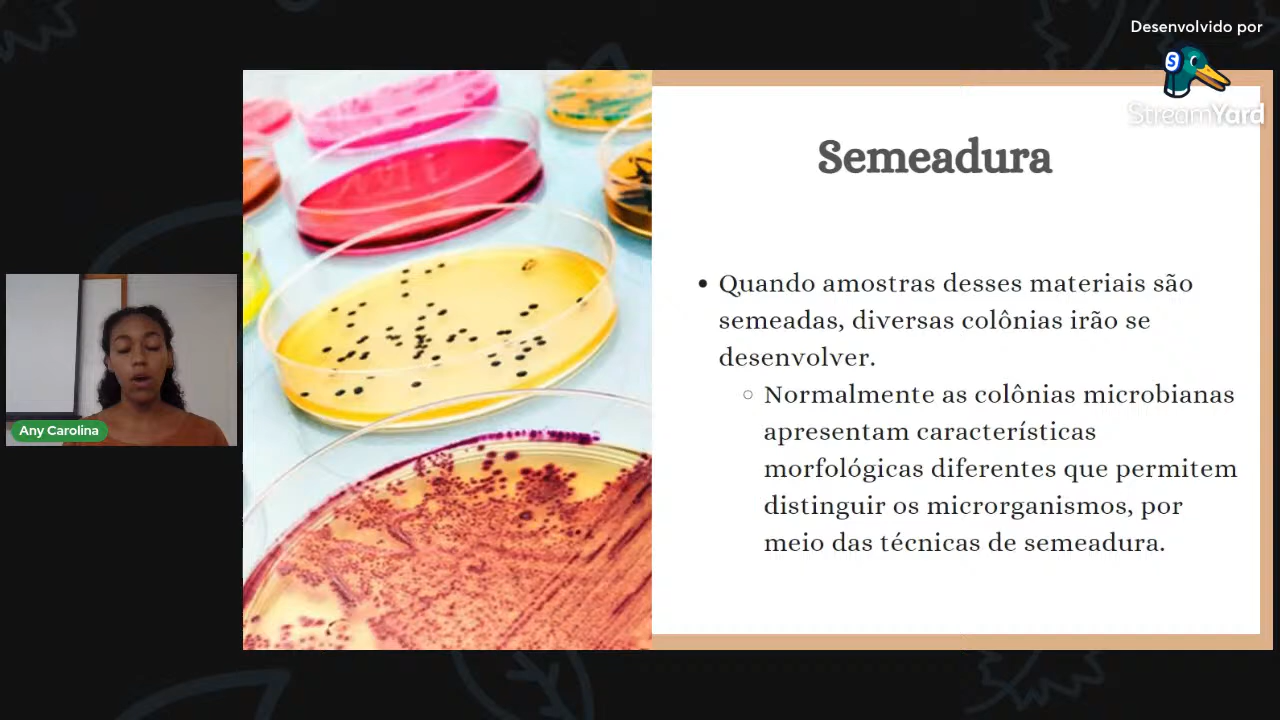 Desenvolvido por
StreamYard
Semeadura
Quando amostras desses materiais são
semeadas, diversas colônias irão se
desenvolver.
Normalmente as colônias microbianas
apresentam características
morfológicas diferentes que permitem
distinguir os microrganismos, por
meio das técnicas de semeadura.
Any Carolina